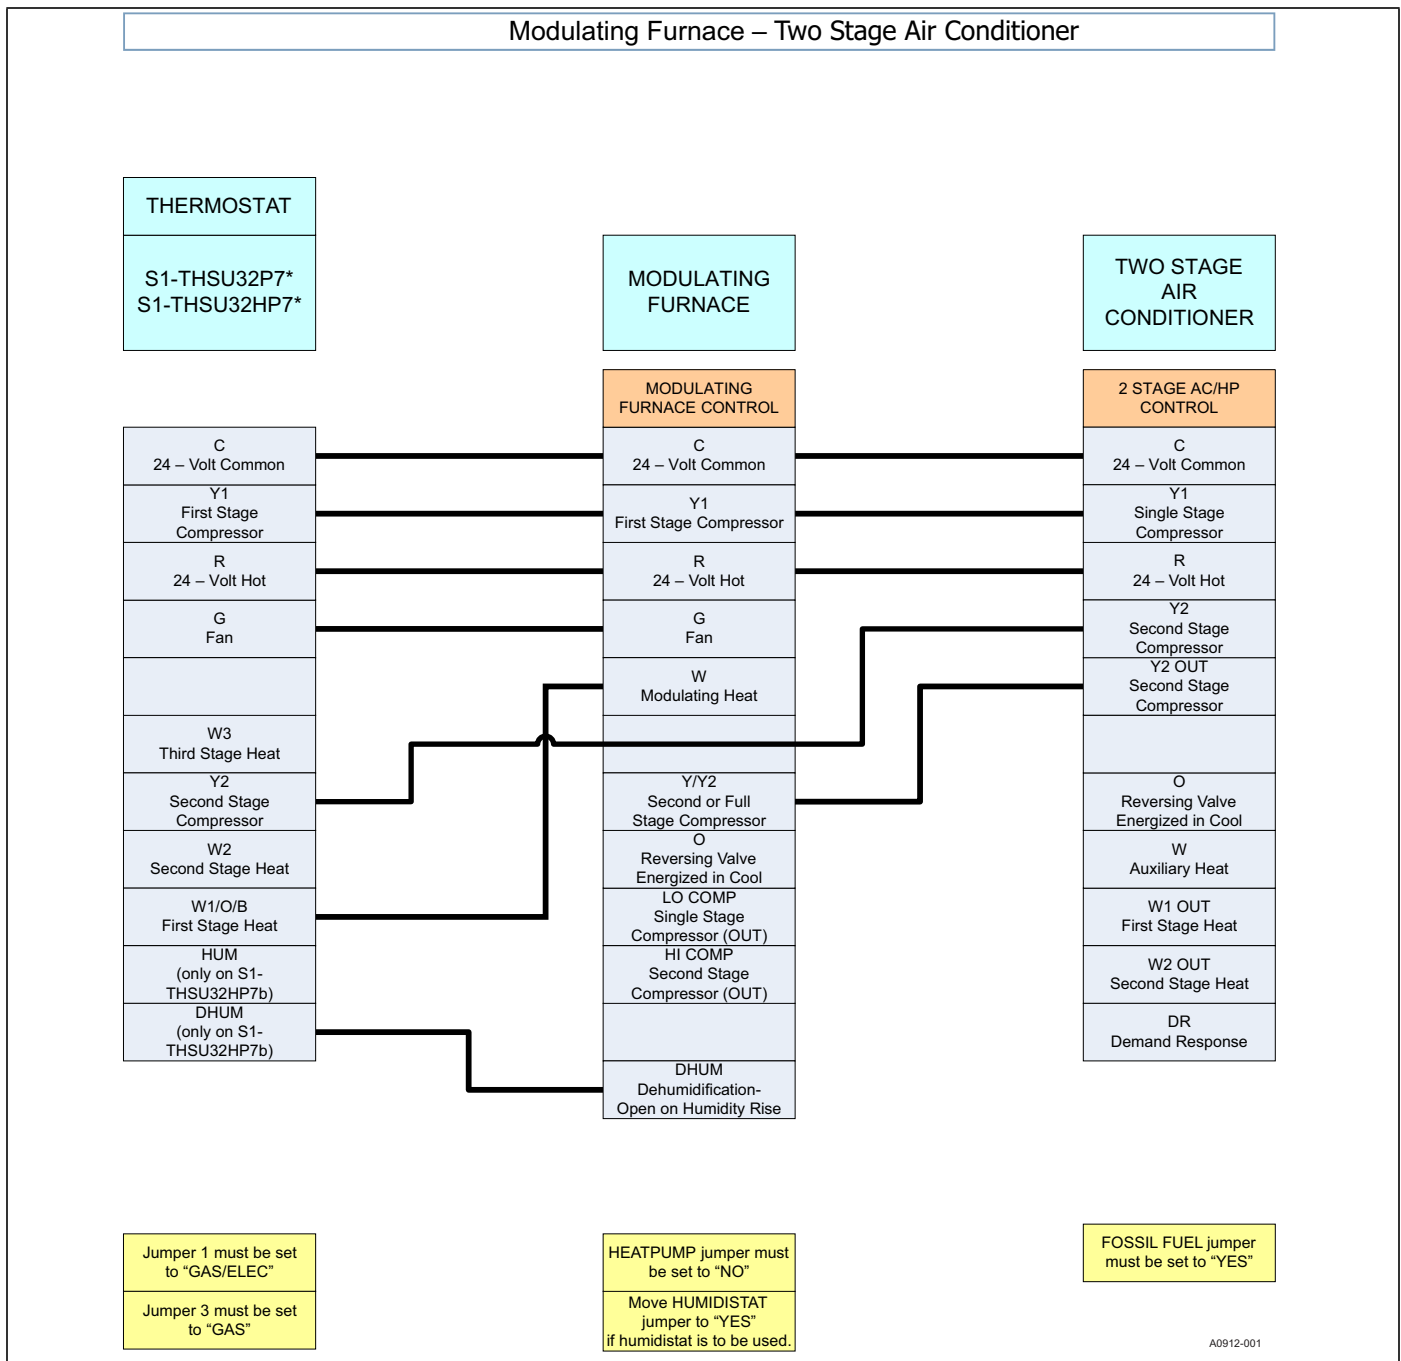 Modulating Furnace – Two Stage Air Conditioner
THERMOSTAT
S1-THSU32P7*
S1-THSU32HP7*
MODULATING
FURNACE
TWO STAGE
AIR
CONDITIONER
MODULATING
FURNACE CONTROL
2 STAGE AC/HP
CONTROL
C
24 – Volt Common
Y1
First Stage
Compressor
R
24 – Volt Hot
G
Fan
W3
Third Stage Heat
Y2
Second Stage
Compressor
W2
Second Stage Heat
W1/O/B
First Stage Heat
HUM
(only on S1-
THSU32HP7b)
DHUM
(only on S1-
THSU32HP7b)
C
24 – Volt Common
Y1
First Stage Compressor
R
24 – Volt Hot
G
Fan
W
Modulating Heat
Y/Y2
Second or Full
Stage Compressor
O
Reversing Valve
Energized in Cool
LO COMP
Single Stage
Compressor (OUT)
HI COMP
Second Stage
Compressor (OUT)
DHUM
Dehumidification-
Open on Humidity Rise
C
24 – Volt Common
Y1
Single Stage
Compressor
R
24 – Volt Hot
Y2
Second Stage
Compressor
Y2 OUT
Second Stage
Compressor
O
Reversing Valve
Energized in Cool
W
Auxiliary Heat
W1 OUT
First Stage Heat
W2 OUT
Second Stage Heat
DR
Demand Response
Jumper 1 must be set
to “GAS/ELEC”
Jumper 3 must be set
to “GAS”
HEATPUMP jumper must
be set to “NO”
Move HUMIDISTAT
jumper to “YES”
if humidistat is to be used.
FOSSIL FUEL jumper
must be set to “YES”
A0912-001